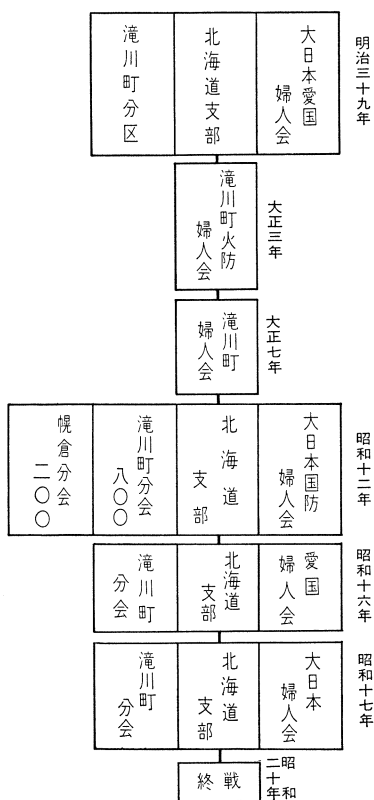 明治三十九年
大日本愛国
婦人会
北海道支部
滝川町分区
大正三年
滝川町火防
婦人会
大正七年
滝川町
婦人会
昭和十二年
大日本国防
婦人会
北海道
支部
滝川町分会
八〇〇
幌倉分会
二〇〇
昭和十六年
愛国
婦人会
北海道
支部
滝川町
分会
昭和十七年
大日本
婦人会
北海道
支部
滝川町
分会
昭和
二十年
終戦